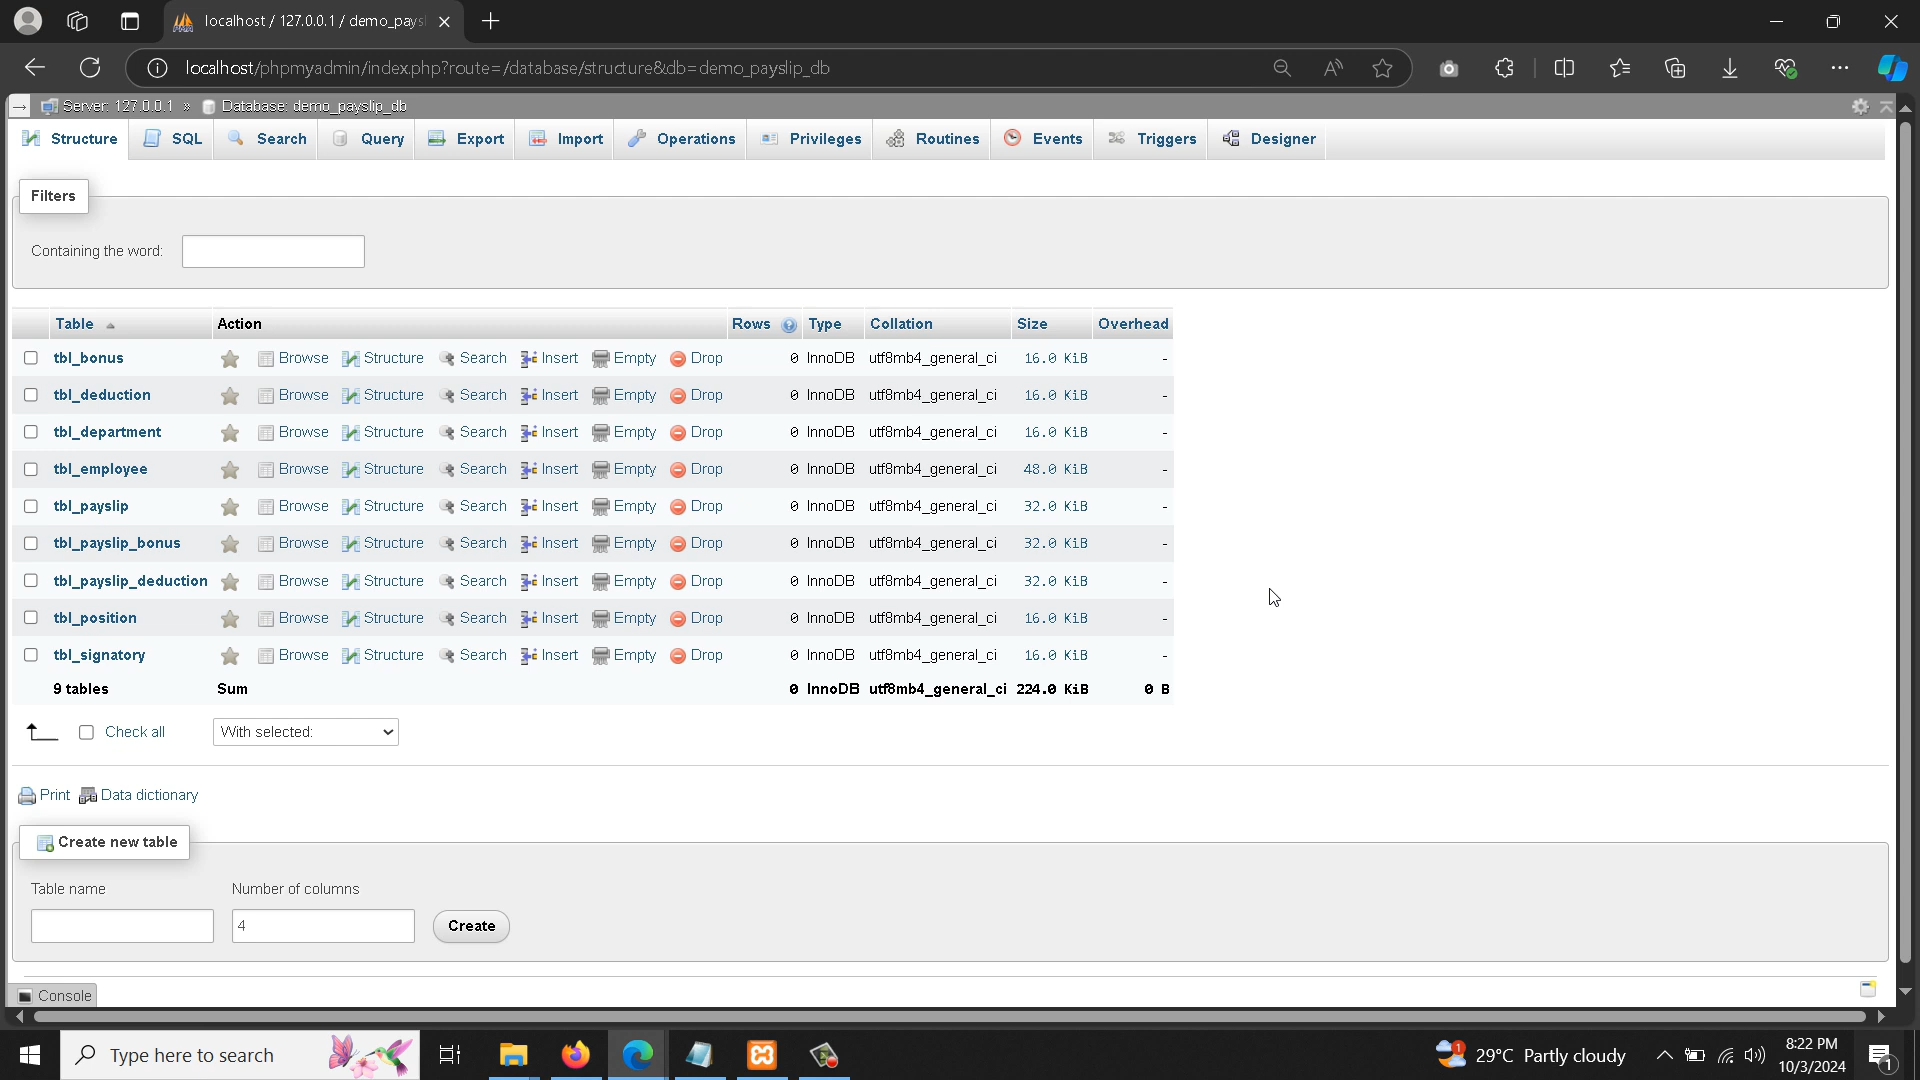 localhost / 127.0.0.1 / demo_pays
localhost/phpmyadmin/index.php?route=/database/structure&db=demo_payslip_db
Server: 127.0.0.1 » Database: demo_payslip_db
Structure SQL Search Query Export Import Operations Privileges Routines Events Triggers Designer
Filters
Containing the word:
Table Action Rows Type Collation Size Overhead
tbl_bonus Browse Structure Search Insert Empty Drop 0 InnoDB utf8mb4_general_ci 16.0 KiB -
tbl_deduction Browse Structure Search Insert Empty Drop 0 InnoDB utf8mb4_general_ci 16.0 KiB -
tbl_department Browse Structure Search Insert Empty Drop 0 InnoDB utf8mb4_general_ci 16.0 KiB -
tbl_employee Browse Structure Search Insert Empty Drop 0 InnoDB utf8mb4_general_ci 48.0 KiB -
tbl_payslip Browse Structure Search Insert Empty Drop 0 InnoDB utf8mb4_general_ci 32.0 KiB -
tbl_payslip_bonus Browse Structure Search Insert Empty Drop 0 InnoDB utf8mb4_general_ci 32.0 KiB -
tbl_payslip_deduction Browse Structure Search Insert Empty Drop 0 InnoDB utf8mb4_general_ci 32.0 KiB -
tbl_position Browse Structure Search Insert Empty Drop 0 InnoDB utf8mb4_general_ci 16.0 KiB -
tbl_signatory Browse Structure Search Insert Empty Drop 0 InnoDB utf8mb4_general_ci 16.0 KiB -
9 tables Sum 0 InnoDB utf8mb4_general_ci 224.0 KiB 0 B
Check all With selected:
Print Data dictionary
Create new table
Table name Number of columns
4 Create
Console
Type here to search 1 29°C Partly cloudy 8:22 PM
10/3/2024 1